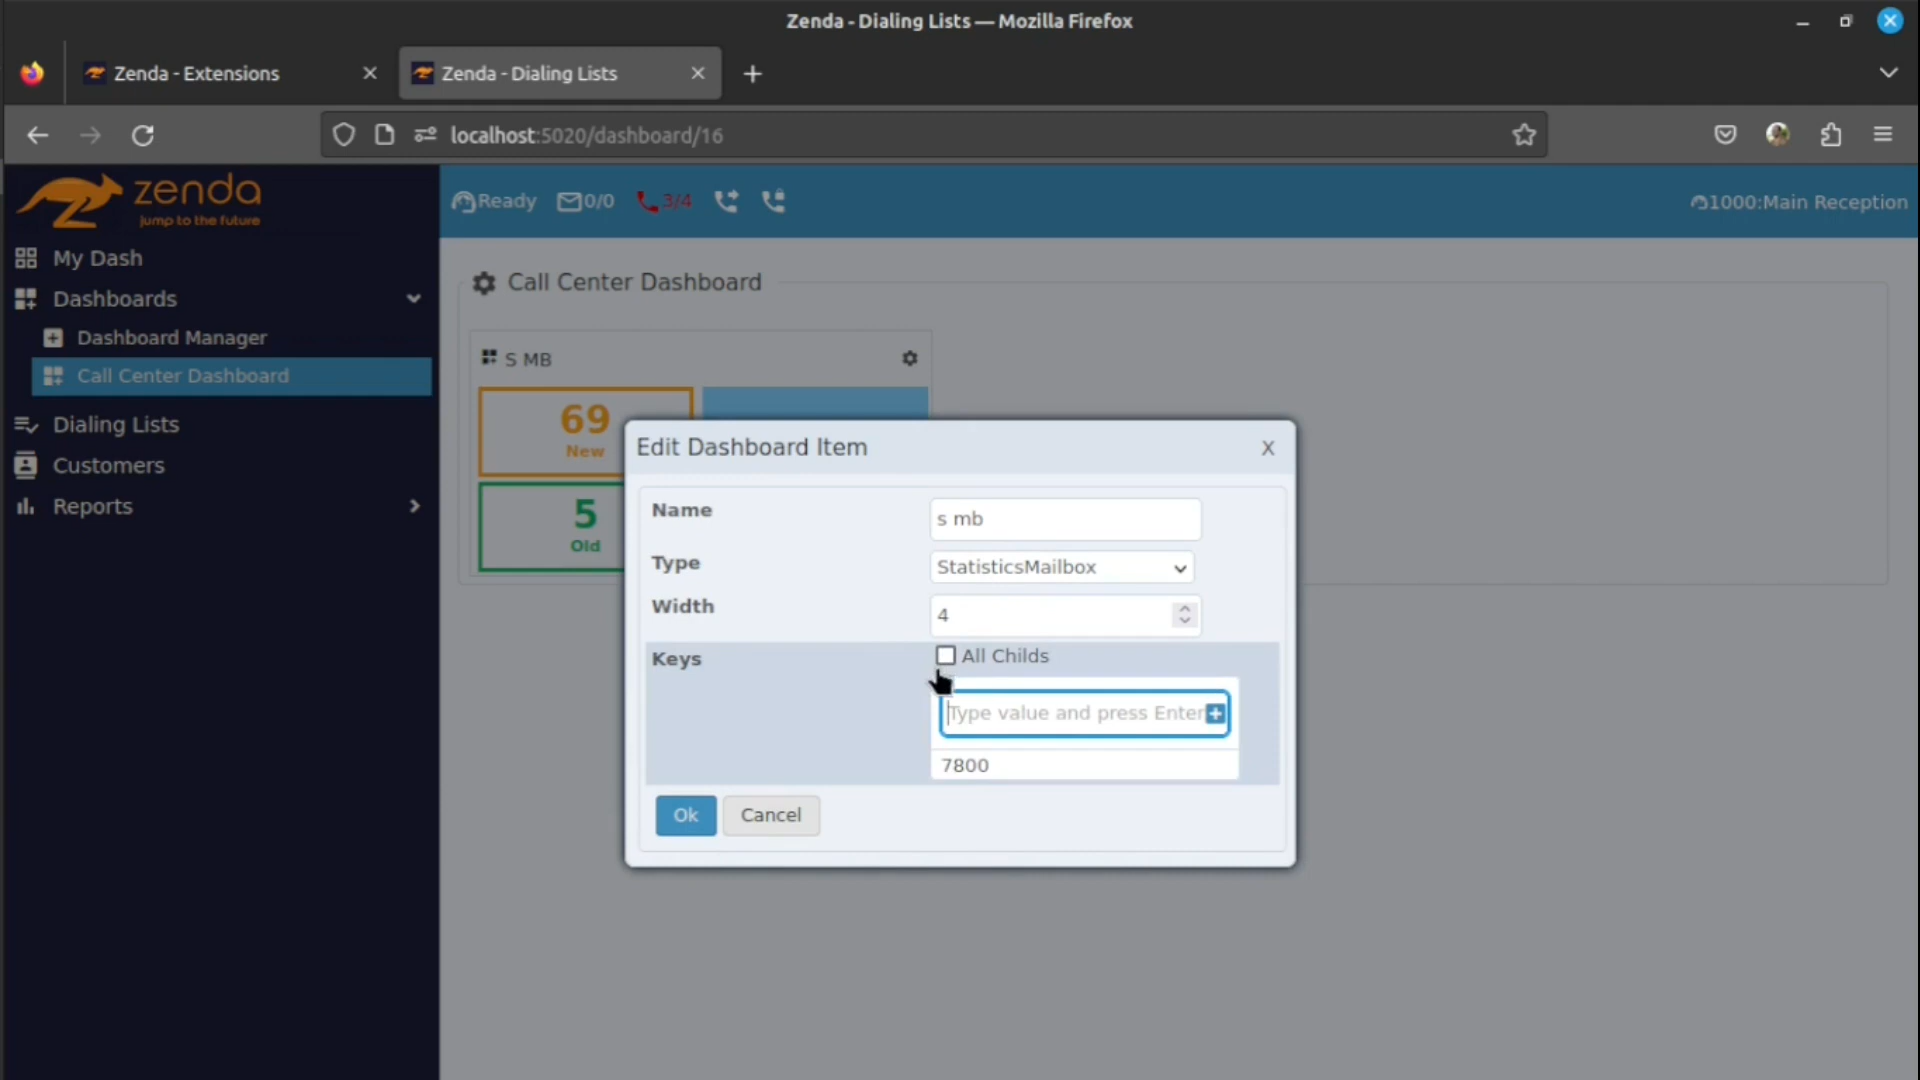 Zenda - Dialing Lists — Mozilla Firefox
Zenda - Extensions
Zenda - Dialing Lists
localhost:5020/dashboard/16
zenda
jump to the future
Ready
0/0
3/4
1000:Main Reception
My Dash
Dashboards
Dashboard Manager
Call Center Dashboard
Dialing Lists
Customers
Reports
Call Center Dashboard
S MB
69
New
5
Old
Edit Dashboard Item
X
Name
s mb
Type
StatisticsMailbox
Width
4
Keys
All Childs
Type value and press Enter
7800
Ok
Cancel